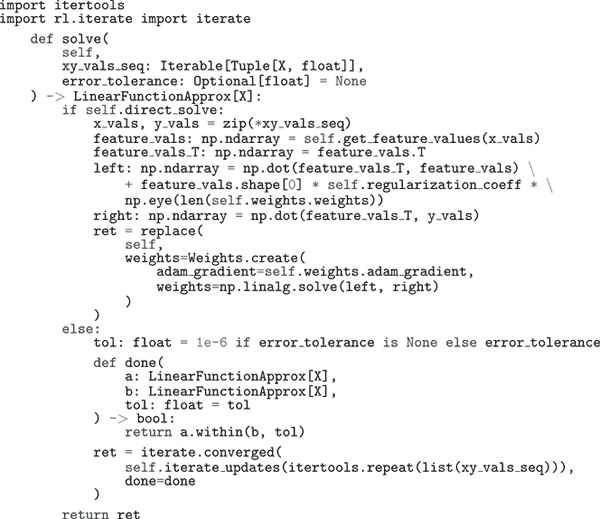 import itertools
import rl.iterate import iterate
def solve(
self,
xy_vals_seq: Iterable[Tuple[X, float]],
error_tolerance: Optional[float] = None
) -> LinearFunctionApprox[X]:
if self.direct_solve:
x_vals, y_vals = zip(*xy_vals_seq)
feature_vals: np.ndarray = self.get_feature_values(x_vals)
feature_vals_T: np.ndarray = feature_vals.T
left: np.ndarray = np.dot(feature_vals_T, feature_vals) \
+ feature_vals.shape[0] * self.regularization_coeff * \
np.eye(len(self.weights.weights))
right: np.ndarray = np.dot(feature_vals_T, y_vals)
ret = replace(
self,
weights=Weights.create(
adam_gradient=self.weights.adam_gradient,
weights=np.linalg.solve(left, right)
)
)
else:
tol: float = 1e-6 if error_tolerance is None else error_tolerance
def done(
a: LinearFunctionApprox[X],
b: LinearFunctionApprox[X],
tol: float = tol
) -> bool:
return a.within(b, tol)
ret = iterate.converged(
self.iterate_updates(itertools.repeat(list(xy_vals_seq))),
done=done
)
return ret